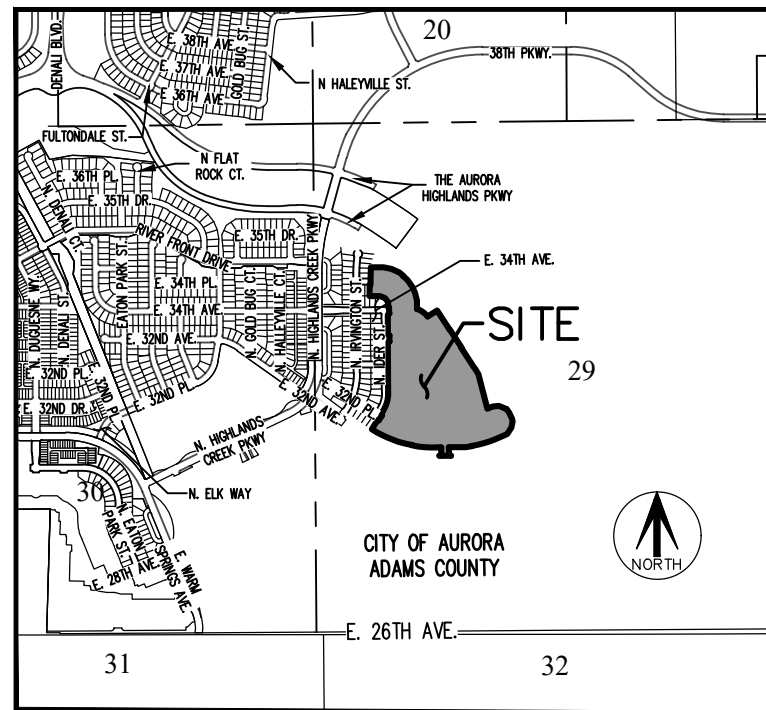 20
DENALI BLVD.
E. 38TH AVE.
E. 37TH AVE.
E. 36TH AVE.
GOLD BUG ST.
N HALEYVILLE ST.
38TH PKWY.
FULTONDALE ST.
N FLAT
ROCK CT.
THE AURORA
HIGHLANDS PKWY
E. 36TH PL.
E. 35TH DR.
N. DENALI CT.
RIVER FRONT DRIVE
E. 35TH DR.
N. HIGHLANDS CREEK PKWY
E. 34TH AVE.
EATON PARK ST.
E. 34TH PL.
E. 34TH AVE.
E. 32ND AVE.
N. GOLD BUG CT.
N. HALLEYVILLE CT.
N. IRVINGTON ST.
N. IDER ST.
SITE
29
N. DUGUESNE WY.
N. DENALI ST.
E. 32ND PL.
E. 32ND DR.
E. 32ND PL.
E. 32ND PL.
E. 32ND AVE.
E. 32ND PL.
N. HIGHLANDS
CREEK PKWY
30
N. ELK WAY
N. EATON
PARK ST.
E. 28TH AVE.
E. WARM
SPRINGS AVE.
CITY OF AURORA
ADAMS COUNTY
NORTH
E. 26TH AVE.
31
32